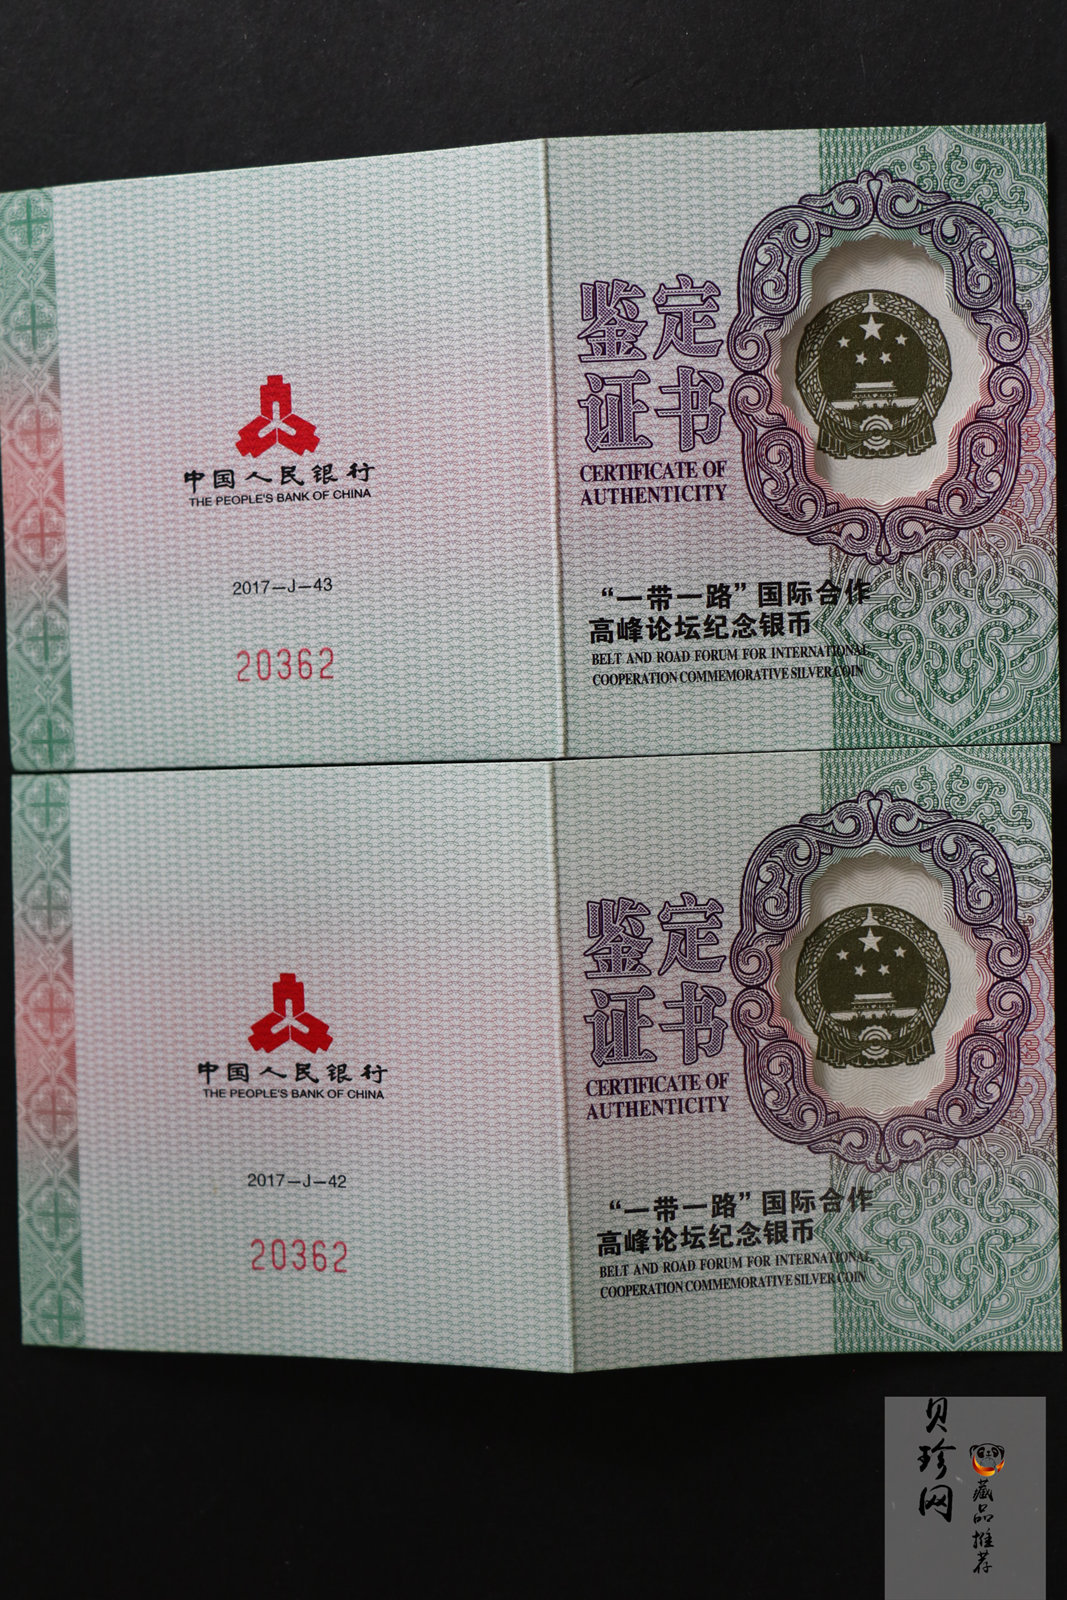 中国人民银行
THE PEOPLE'S BANK OF CHINA
2017-J-43
20362
鉴定
证书
CERTIFICATE OF
AUTHENTICITY
“一带一路”国际合作
高峰论坛纪念银币
BELT AND ROAD FORUM FOR INTERNATIONAL
COOPERATION COMMEMORATIVE SILVER COIN
中国人民银行
THE PEOPLE'S BANK OF CHINA
2017-J-42
20362
鉴定
证书
CERTIFICATE OF
AUTHENTICITY
“一带一路”国际合作
高峰论坛纪念银币
BELT AND ROAD FORUM FOR INTERNATIONAL
COOPERATION COMMEMORATIVE SILVER COIN
贝珍网
藏品推荐